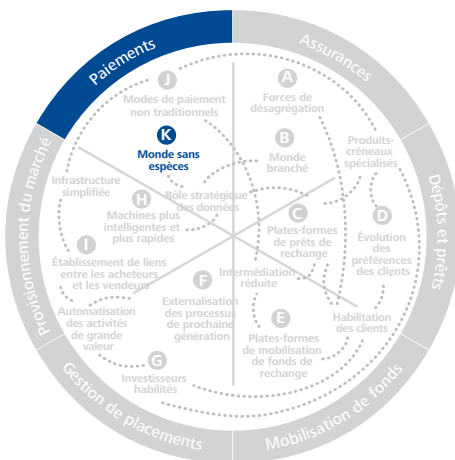 Paiements
Assurances
Dépôts et prêts
Mobilisation de fonds
Gestion de placements
Provisionnement du marché
J
Modes de paiement
non traditionnels
A
Forces de
désagrégation
K
Monde sans
espèces
B
Monde
branché
Produits-
créneaux
spécialisés
Infrastructure
simplifiée
Rôle stratégique
des données
H
Machines plus
intelligentes et
plus rapides
C
Plates-formes
de prêts de
rechange
D
Évolution
des
préférences
des clients
I
Établissement de liens
entre les acheteurs
et les vendeurs
F
Externalisation
des processus
de prochaine
génération
Intermédiation
réduite
E
Plates-formes
de mobilisation
de fonds de
rechange
Habilitation
des clients
Automatisation
des activités
de grande
valeur
G
Investisseurs
habilités